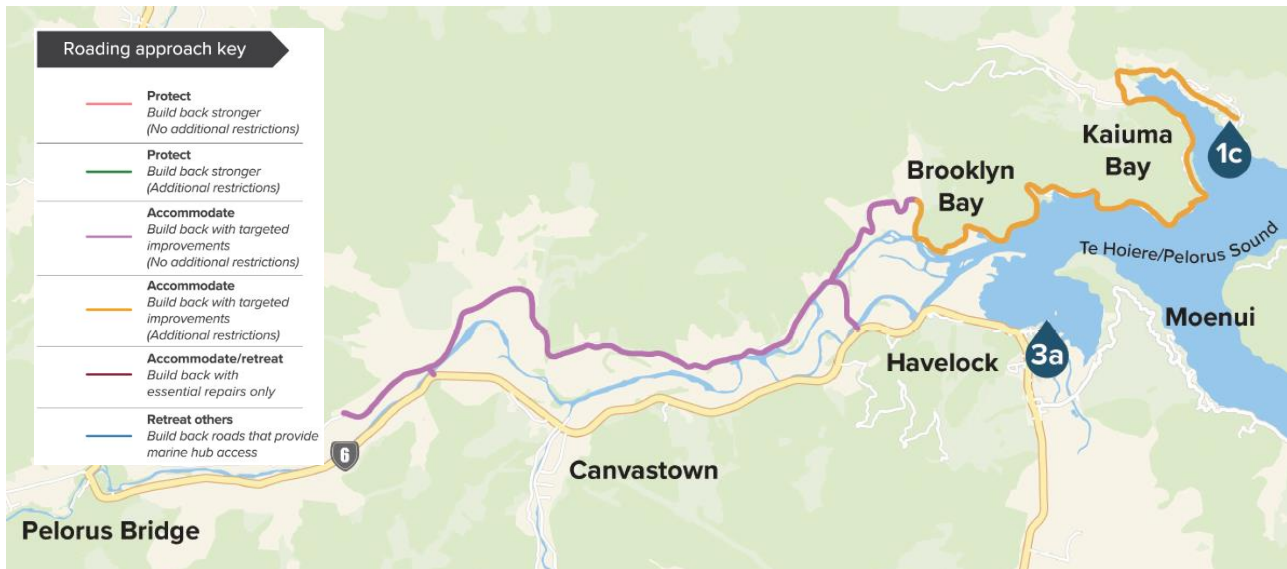 Roading approach key
Protect
Build back stronger
(No additional restrictions)
Protect
Build back stronger
(Additional restrictions)
Accommodate
Build back with targeted
improvements
(No additional restrictions)
Accommodate
Build back with targeted
improvements
(Additional restrictions)
Accommodate/retreat
Build back with
essential repairs only
Retreat others
Build back roads that provide
marine hub access
Kaiuma
Bay
1c
Brooklyn
Bay
Te Hoiere/Pelorus Sound
Moenui
3a
Havelock
6
Canvastown
Pelorus Bridge